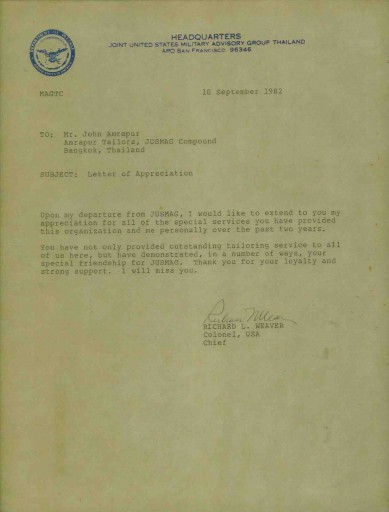 HEADQUARTERS
JOINT UNITED STATES MILITARY ADVISORY GROUP THAILAND
APO SAN FRANCISCO 96346
MAGTC
10 September 1982
TO: Mr. John Amrapur
Amrapur Tailors, JUSMAG Compound
Bangkok, Thailand
SUBJECT: Letter of Appreciation
Upon my departure from JUSMAG, I would like to extend to you my
appreciation for all of the special services you have provided
this organization and me personally over the past two years.
You have not only provided outstanding tailoring service to all
of us here, but have demonstrated, in a number of ways, your
special friendship for JUSMAG. Thank you for your loyalty and
strong support. I will miss you.
RICHARD L. WEAVER
Colonel, USA
Chief